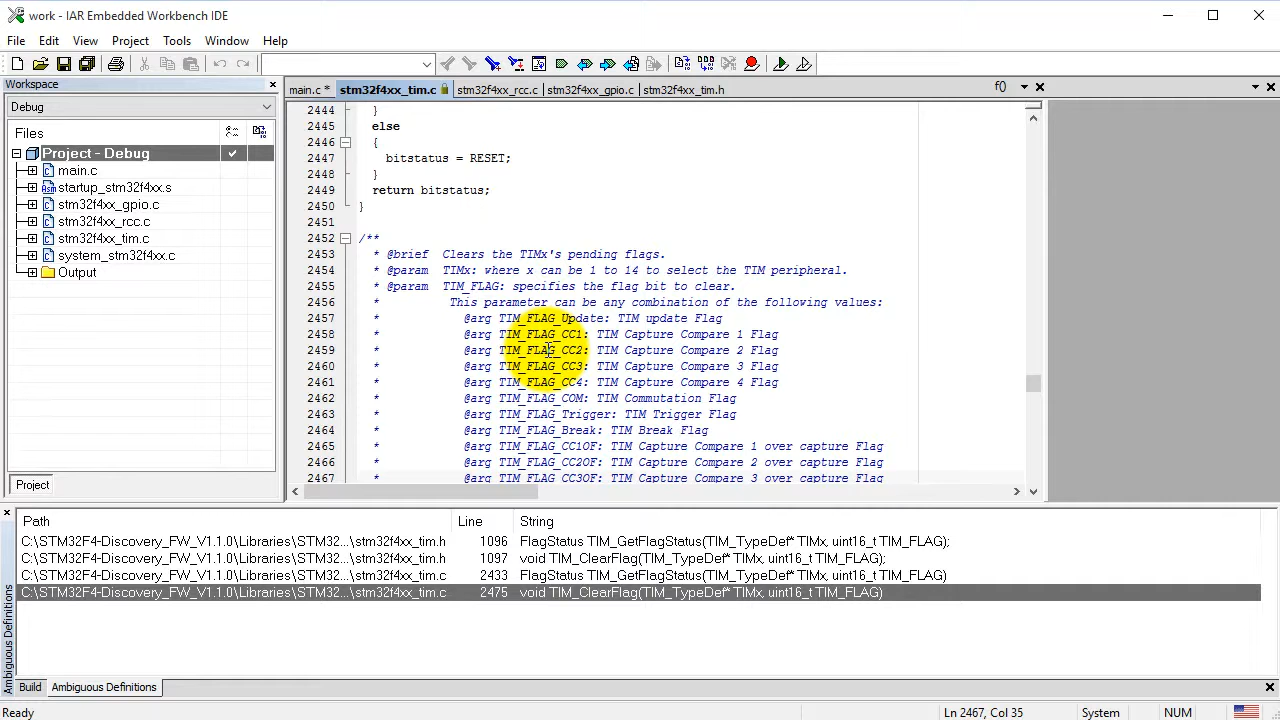 work - IAR Embedded Workbench IDE
File Edit View Project Tools Window Help
Workspace
main.c * stm32f4xx_tim.c stm32f4xx_rcc.c stm32f4xx_gpio.c stm32f4xx_tim.h f()
Debug
Files
Project - Debug
main.c
startup_stm32f4xx.s
stm32f4xx_gpio.c
stm32f4xx_rcc.c
stm32f4xx_tim.c
system_stm32f4xx.c
Output
Project
2444 }
2445 else
2446 {
2447 bitstatus = RESET;
2448 }
2449 return bitstatus;
2450 }
2451
2452 /**
2453 * @brief Clears the TIMx's pending flags.
2454 * @param TIMx: where x can be 1 to 14 to select the TIM peripheral.
2455 * @param TIM_FLAG: specifies the flag bit to clear.
2456 * This parameter can be any combination of the following values:
2457 * @arg TIM_FLAG_Update: TIM update Flag
2458 * @arg TIM_FLAG_CC1: TIM Capture Compare 1 Flag
2459 * @arg TIM_FLAG_CC2: TIM Capture Compare 2 Flag
2460 * @arg TIM_FLAG_CC3: TIM Capture Compare 3 Flag
2461 * @arg TIM_FLAG_CC4: TIM Capture Compare 4 Flag
2462 * @arg TIM_FLAG_COM: TIM Commutation Flag
2463 * @arg TIM_FLAG_Trigger: TIM Trigger Flag
2464 * @arg TIM_FLAG_Break: TIM Break Flag
2465 * @arg TIM_FLAG_CC1OF: TIM Capture Compare 1 over capture Flag
2466 * @arg TIM_FLAG_CC2OF: TIM Capture Compare 2 over capture Flag
2467 * @arg TIM_FLAG_CC3OF: TIM Capture Compare 3 over capture Flag
Path Line String
C:\STM32F4-Discovery_FW_V1.1.0\Libraries\STM32...\stm32f4xx_tim.h 1096 FlagStatus TIM_GetFlagStatus(TIM_TypeDef* TIMx, uint16_t TIM_FLAG);
C:\STM32F4-Discovery_FW_V1.1.0\Libraries\STM32...\stm32f4xx_tim.h 1097 void TIM_ClearFlag(TIM_TypeDef* TIMx, uint16_t TIM_FLAG);
C:\STM32F4-Discovery_FW_V1.1.0\Libraries\STM32...\stm32f4xx_tim.c 2433 FlagStatus TIM_GetFlagStatus(TIM_TypeDef* TIMx, uint16_t TIM_FLAG)
C:\STM32F4-Discovery_FW_V1.1.0\Libraries\STM32...\stm32f4xx_tim.c 2475 void TIM_ClearFlag(TIM_TypeDef* TIMx, uint16_t TIM_FLAG)
Ambiguous Definitions
Build Ambiguous Definitions
Ready Ln 2467, Col 35 System NUM